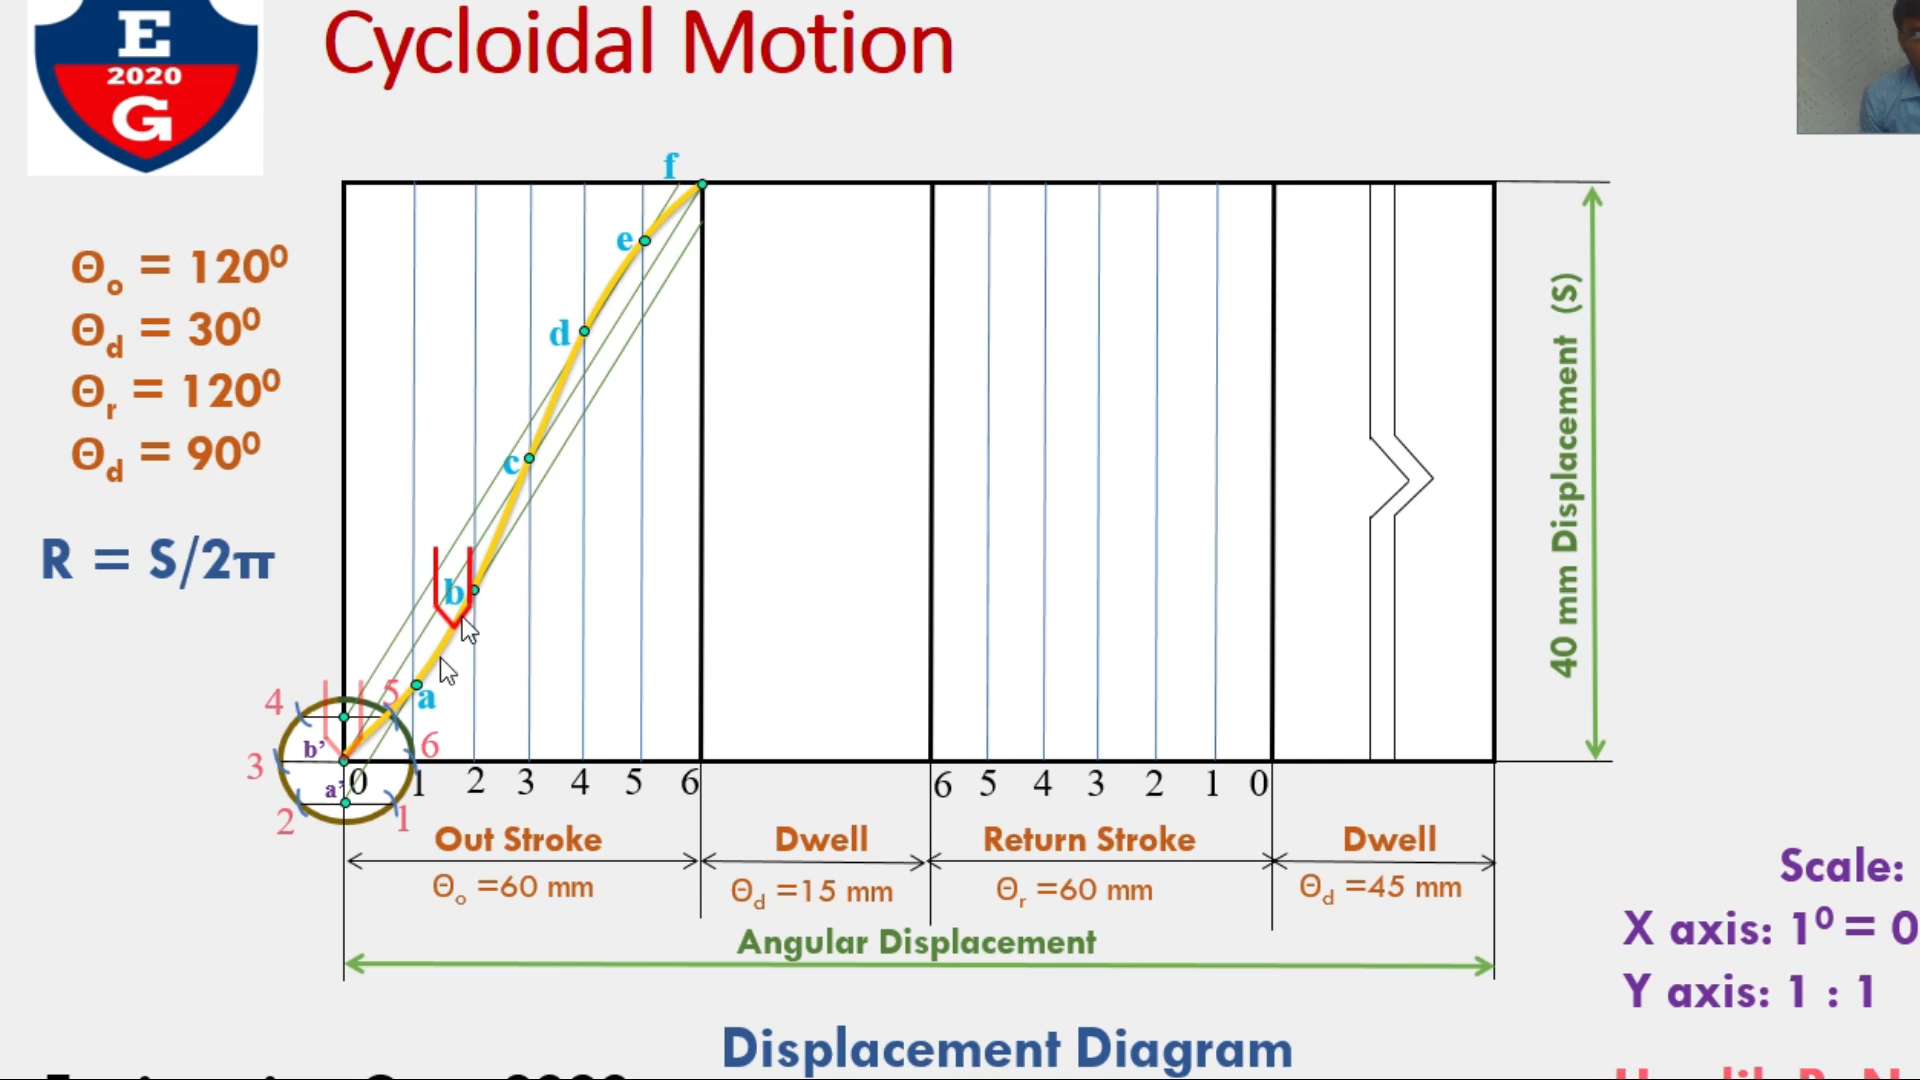 E
2020
G
Cycloidal Motion
f
e
d
c
b
a
Θo = 120⁰
Θd = 30⁰
Θr = 120⁰
Θd = 90⁰
R = S/2π
40 mm Displacement (S)
4 5
b' 6
3
a'
2 1
0 1 2 3 4 5 6 6 5 4 3 2 1 0
Out Stroke Dwell Return Stroke Dwell
Θo =60 mm Θd =15 mm Θr =60 mm Θd =45 mm
Angular Displacement
Scale:
X axis: 1⁰ = 0
Y axis: 1 : 1
Displacement Diagram